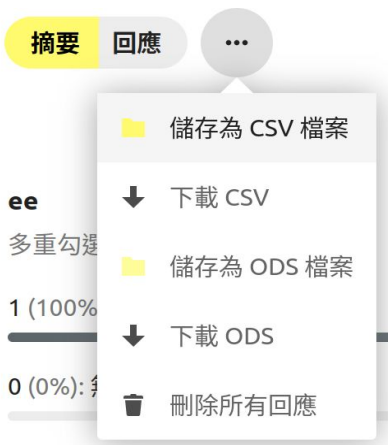 摘要 回應
儲存為 CSV 檔案
下載 CSV
ee
多重勾
儲存為 ODS 檔案
1 (100%
下載 ODS
0 (0%):
刪除所有回應